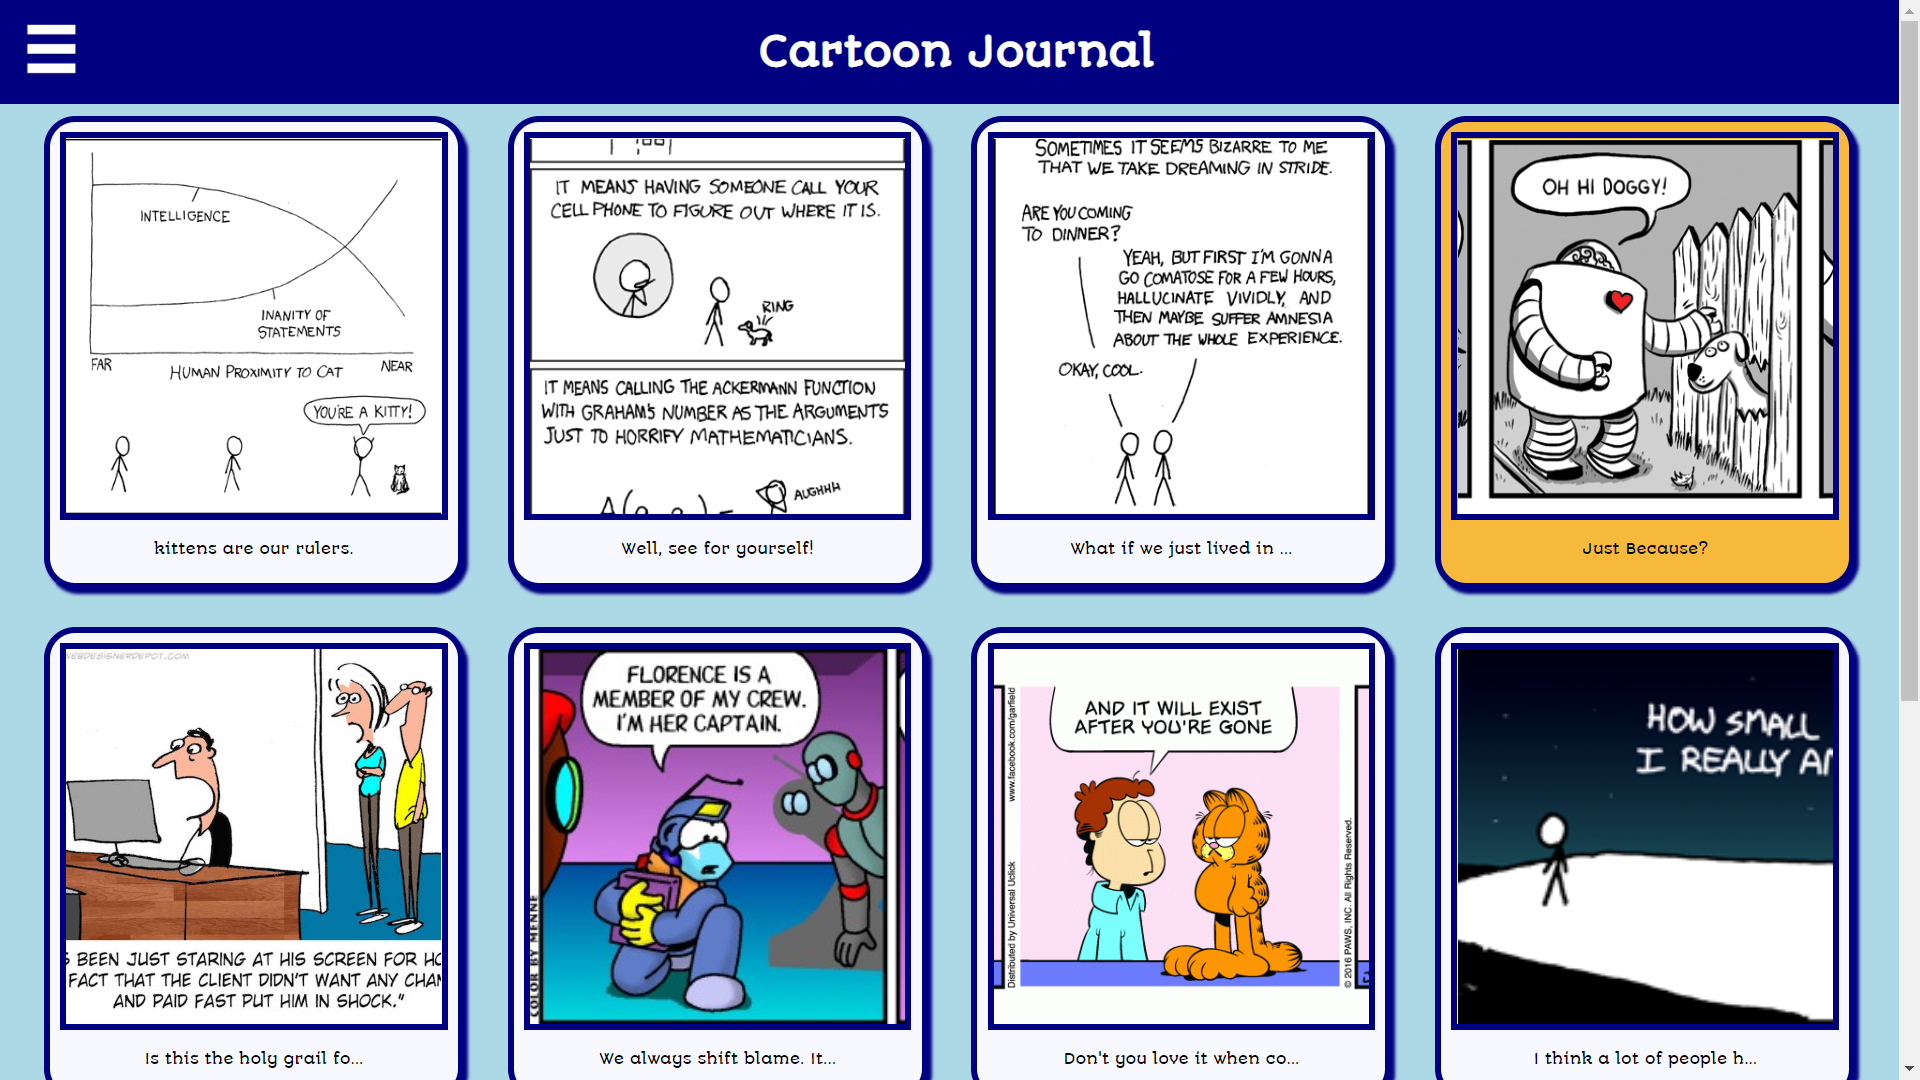 Cartoon Journal
INTELLIGENCE
INANITY OF
STATEMENTS
FAR
HUMAN PROXIMITY TO CAT
NEAR
YOU'RE A KITTY!
kittens are our rulers.
IT MEANS HAVING SOMEONE CALL YOUR
CELL PHONE TO FIGURE OUT WHERE IT IS.
RING
IT MEANS CALLING THE ACKERMANN FUNCTION
WITH GRAHAM'S NUMBER AS THE ARGUMENTS
JUST TO HORRIFY MATHEMATICIANS.
AUGHHH
Well, see for yourself!
SOMETIMES IT SEEMS BIZARRE TO ME
THAT WE TAKE DREAMING IN STRIDE.
ARE YOU COMING
TO DINNER?
YEAH, BUT FIRST I'M GONNA
GO COMATOSE FOR A FEW HOURS,
HALLUCINATE VIVIDLY, AND
THEN MAYBE SUFFER AMNESIA
ABOUT THE WHOLE EXPERIENCE.
OKAY, COOL.
What if we just lived in ...
OH HI DOGGY!
Just Because?
WEBDESIGNERDEPOT.COM
BEEN JUST STARING AT HIS SCREEN FOR HO
FACT THAT THE CLIENT DIDN'T WANT ANY CHAN
AND PAID FAST PUT HIM IN SHOCK."
Is this the holy grail fo...
FLORENCE IS A
MEMBER OF MY CREW.
I'M HER CAPTAIN.
COLOR BY MENNE
We always shift blame. It...
AND IT WILL EXIST
AFTER YOU'RE GONE
www.facebook.com/garfield
Distributed by Universal Uclick
© 2016 PAWS, INC. All Rights Reserved.
Don't you love it when co...
HOW SMALL
I REALLY A
I think a lot of people h...